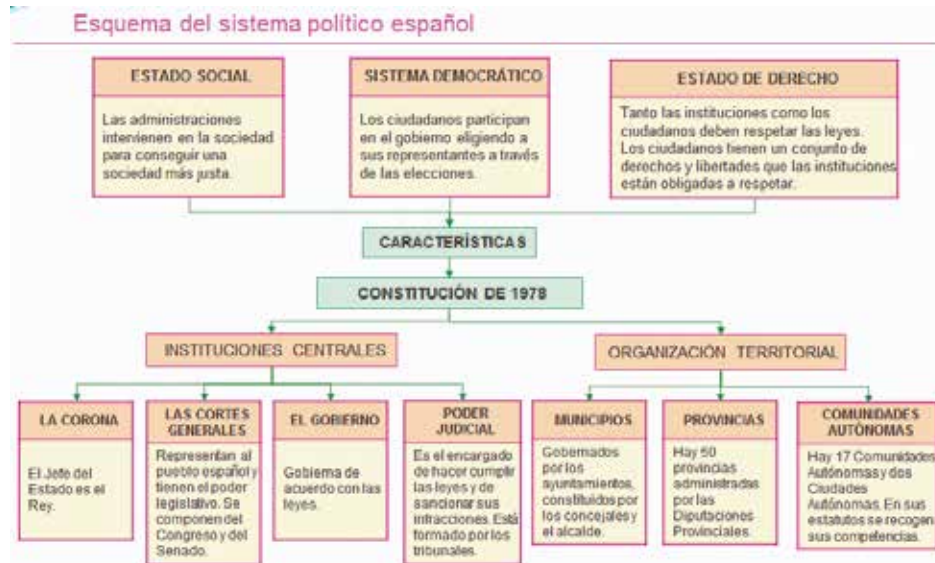 Esquema del sistema político español
ESTADO SOCIAL
Las administraciones
intervienen en la sociedad
para conseguir una
sociedad más justa.
SISTEMA DEMOCRÁTICO
Los ciudadanos participan
en el gobierno eligiendo a
sus representantes a través
de las elecciones.
ESTADO DE DERECHO
Tanto las instituciones como los
ciudadanos deben respetar las leyes.
Los ciudadanos tienen un conjunto de
derechos y libertades que las instituciones
están obligadas a respetar.
CARACTERÍSTICAS
CONSTITUCIÓN DE 1978
INSTITUCIONES CENTRALES
ORGANIZACIÓN TERRITORIAL
LA CORONA
El Jefe del
Estado es el
Rey.
LAS CORTES
GENERALES
Representan al
pueblo español y
tienen el poder
legislativo. Se
componen del
Congreso y del
Senado.
EL GOBIERNO
Gobierna de
acuerdo con las
leyes.
PODER
JUDICIAL
Es el encargado
de hacer cumplir
las leyes y de
sancionar sus
infracciones. Está
formado por los
tribunales.
MUNICIPIOS
Gobernados
por los
ayuntamientos,
constituidos por
los concejales y
el alcalde.
PROVINCIAS
Hay 50
provincias
administradas
por las
Diputaciones
Provinciales.
COMUNIDADES
AUTÓNOMAS
Hay 17 Comunidades
Autónomas y dos
Ciudades
Autónomas. En sus
estatutos se recogen
sus competencias.